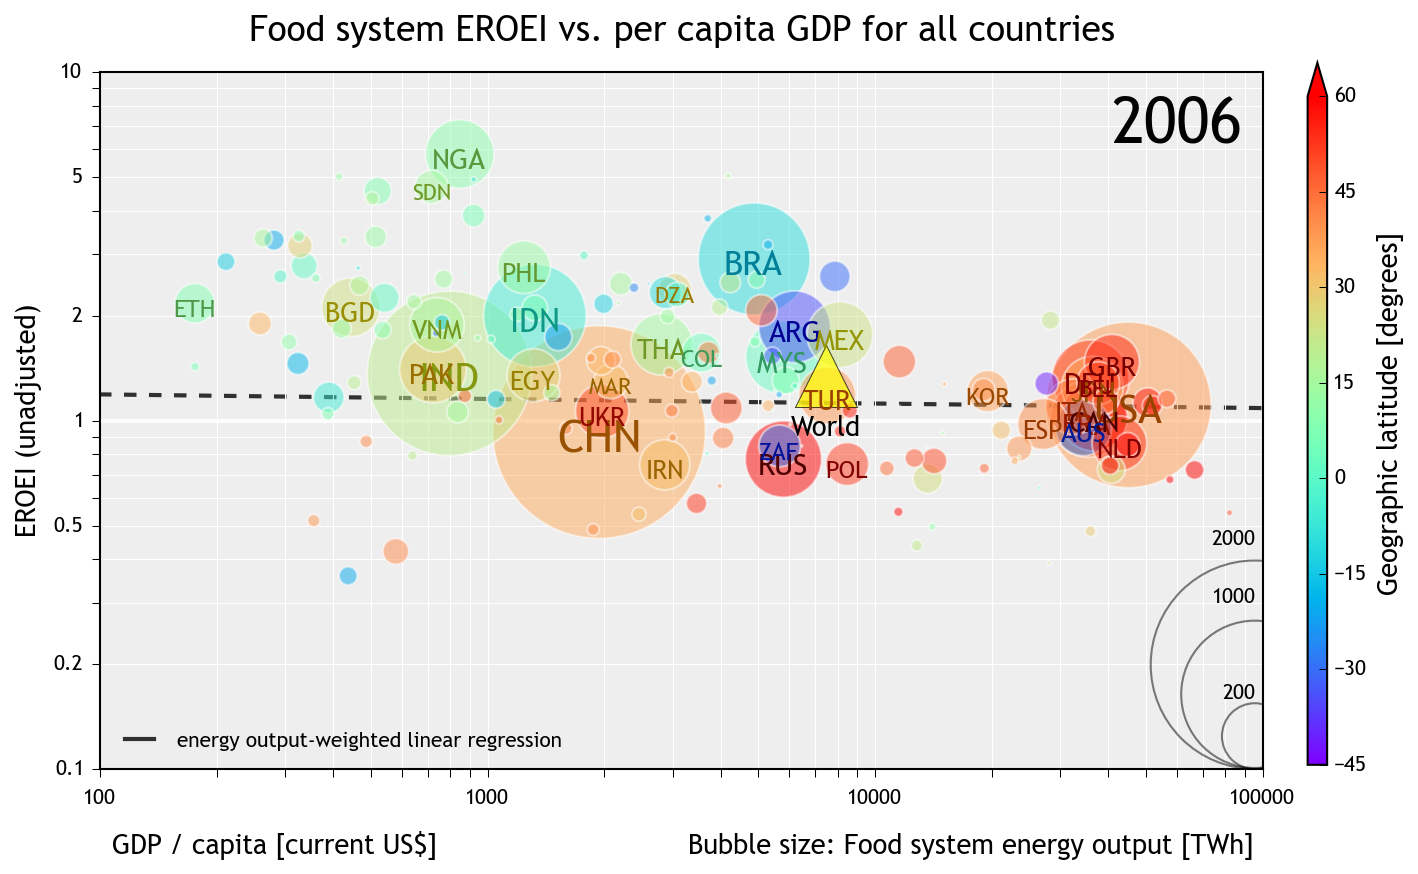 Food system EROEI vs. per capita GDP for all countries
2006
10
5
2
1
0.5
0.2
0.1
EROEI (unadjusted)
NGA
SDN
ETH
BGD
PHL
IDN
VNM
PAK
IND
EGY
DZA
THA
COL
MAR
UKR
CHN
IRN
BRA
ARG
MEX
MYS
TUR
World
ZAF
RUS
POL
KOR
ESP
GBR
DEU
BEL
ITA
USA
CAN
AUS
NLD
2000
1000
200
energy output-weighted linear regression
100
1000
10000
100000
GDP / capita [current US$]
Bubble size: Food system energy output [TWh]
60
45
30
15
0
−15
−30
−45
Geographic latitude [degrees]